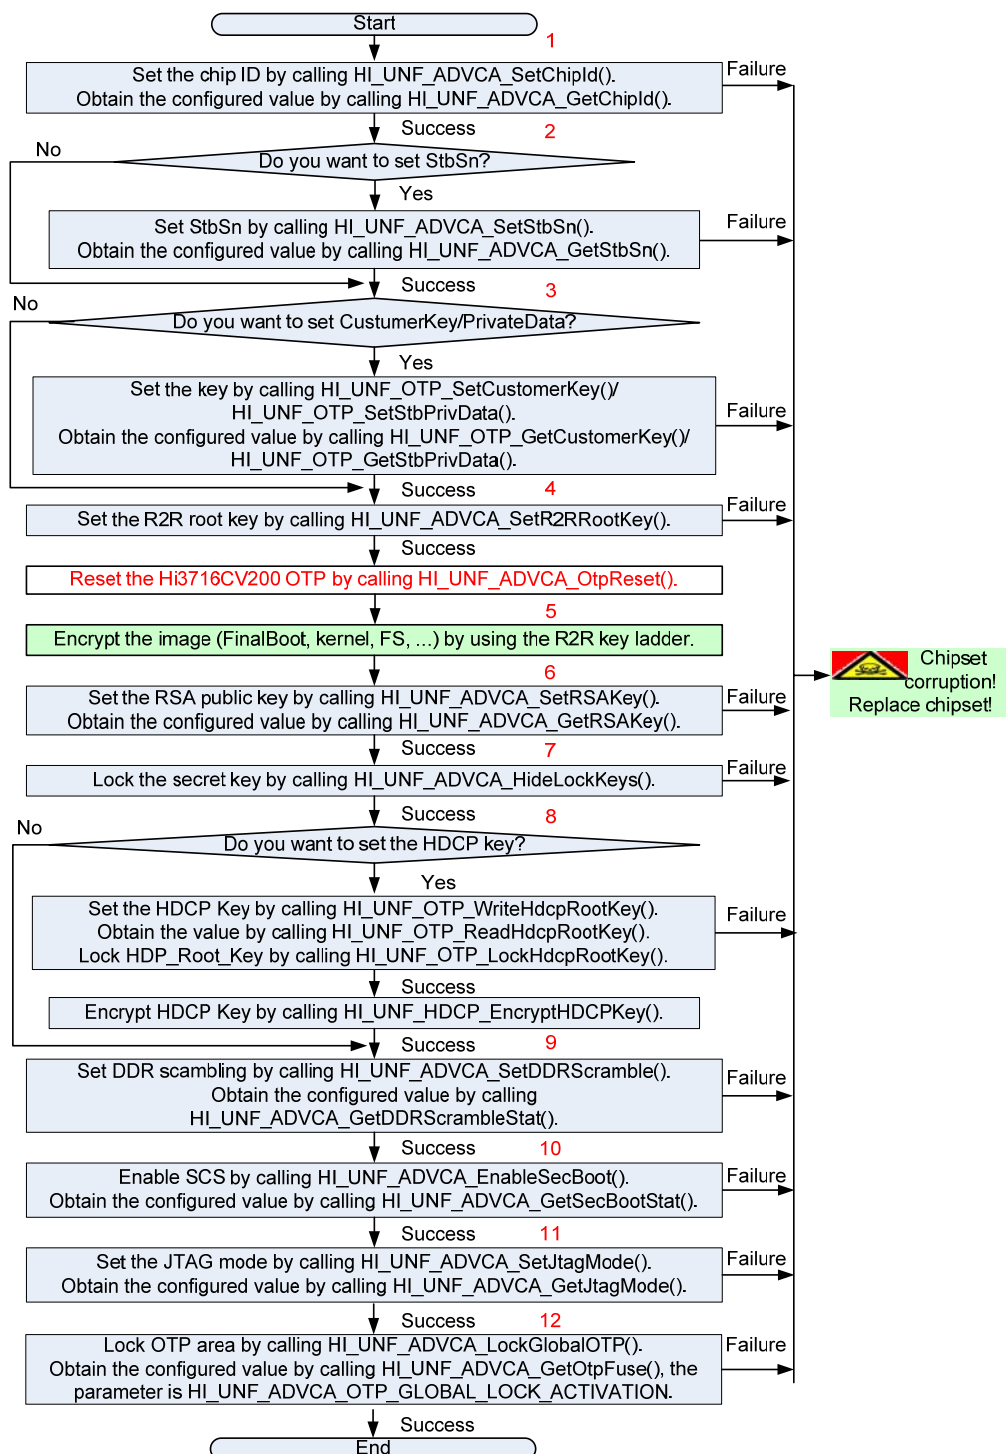 Start
1
Set the chip ID by calling HI_UNF_ADVCA_SetChipId().
Obtain the configured value by calling HI_UNF_ADVCA_GetChipId().
Failure
Success
2
No
Do you want to set StbSn?
Yes
Set StbSn by calling HI_UNF_ADVCA_SetStbSn().
Obtain the configured value by calling HI_UNF_ADVCA_GetStbSn().
Failure
Success
3
No
Do you want to set CustumerKey/PrivateData?
Yes
Set the key by calling HI_UNF_OTP_SetCustomerKey()/
HI_UNF_OTP_SetStbPrivData().
Obtain the configured value by calling HI_UNF_OTP_GetCustomerKey()/
HI_UNF_OTP_GetStbPrivData().
Failure
Success
4
Set the R2R root key by calling HI_UNF_ADVCA_SetR2RRootKey().
Failure
Success
Reset the Hi3716CV200 OTP by calling HI_UNF_ADVCA_OtpReset().
5
Encrypt the image (FinalBoot, kernel, FS, ...) by using the R2R key ladder.
6
Chipset
corruption!
Replace chipset!
Set the RSA public key by calling HI_UNF_ADVCA_SetRSAKey().
Obtain the configured value by calling HI_UNF_ADVCA_GetRSAKey().
Failure
Success
7
Lock the secret key by calling HI_UNF_ADVCA_HideLockKeys().
Failure
Success
8
No
Do you want to set the HDCP key?
Yes
Set the HDCP Key by calling HI_UNF_OTP_WriteHdcpRootKey().
Obtain the value by calling HI_UNF_OTP_ReadHdcpRootKey().
Lock HDP_Root_Key by calling HI_UNF_OTP_LockHdcpRootKey().
Failure
Success
Encrypt HDCP Key by calling HI_UNF_HDCP_EncryptHDCPKey().
Success
9
Set DDR scambling by calling HI_UNF_ADVCA_SetDDRScramble().
Obtain the configured value by calling
HI_UNF_ADVCA_GetDDRScrambleStat().
Failure
Success
10
Enable SCS by calling HI_UNF_ADVCA_EnableSecBoot().
Obtain the configured value by calling HI_UNF_ADVCA_GetSecBootStat().
Failure
Success
11
Set the JTAG mode by calling HI_UNF_ADVCA_SetJtagMode().
Obtain the configured value by calling HI_UNF_ADVCA_GetJtagMode().
Failure
Success
12
Lock OTP area by calling HI_UNF_ADVCA_LockGlobalOTP().
Obtain the configured value by calling HI_UNF_ADVCA_GetOtpFuse(), the
parameter is HI_UNF_ADVCA_OTP_GLOBAL_LOCK_ACTIVATION.
Failure
Success
End